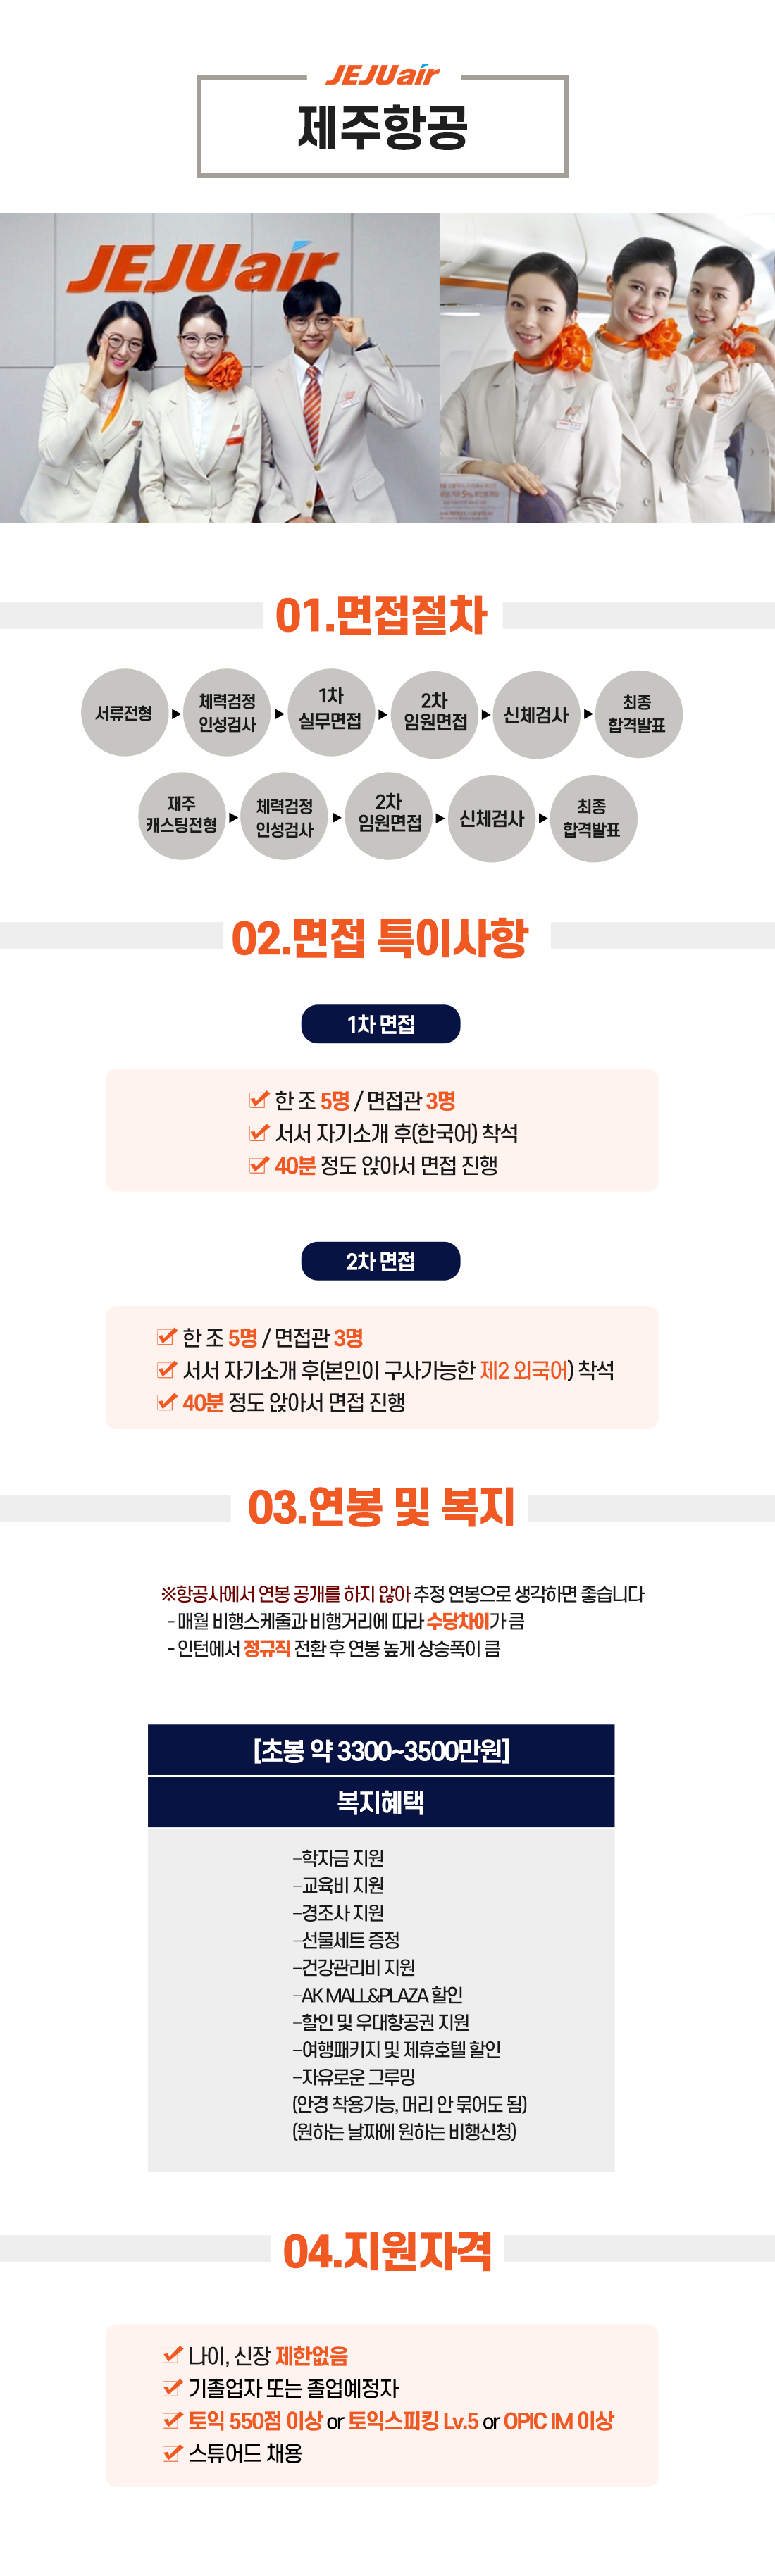 JEJUair
제주항공
JEJUair
01.면접절차
서류전형
체력검정
인성검사
1차
실무면접
2차
임원면접
신체검사
최종
합격발표
재주
캐스팅전형
체력검정
인성검사
2차
임원면접
신체검사
최종
합격발표
02.면접 특이사항
1차 면접
한 조 5명 / 면접관 3명
서서 자기소개 후(한국어) 착석
40분 정도 앉아서 면접 진행
2차 면접
한 조 5명 / 면접관 3명
서서 자기소개 후(본인이 구사가능한 제2 외국어) 착석
40분 정도 앉아서 면접 진행
03.연봉 및 복지
※항공사에서 연봉 공개를 하지 않아 추정 연봉으로 생각하면 좋습니다
- 매월 비행스케줄과 비행거리에 따라 수당차이가 큼
- 인턴에서 정규직 전환 후 연봉 높게 상승폭이 큼
[초봉 약 3300~3500만원]
복지혜택
-학자금 지원
-교육비 지원
-경조사 지원
-선물세트 증정
-건강관리비 지원
-AK MALL&PLAZA 할인
-할인 및 우대항공권 지원
-여행패키지 및 제휴호텔 할인
-자유로운 그루밍
(안경 착용가능, 머리 안 묶어도 됨)
(원하는 날짜에 원하는 비행신청)
04.지원자격
나이, 신장 제한없음
기졸업자 또는 졸업예정자
토익 550점 이상 or 토익스피킹 Lv.5 or OPIC IM 이상
스튜어드 채용